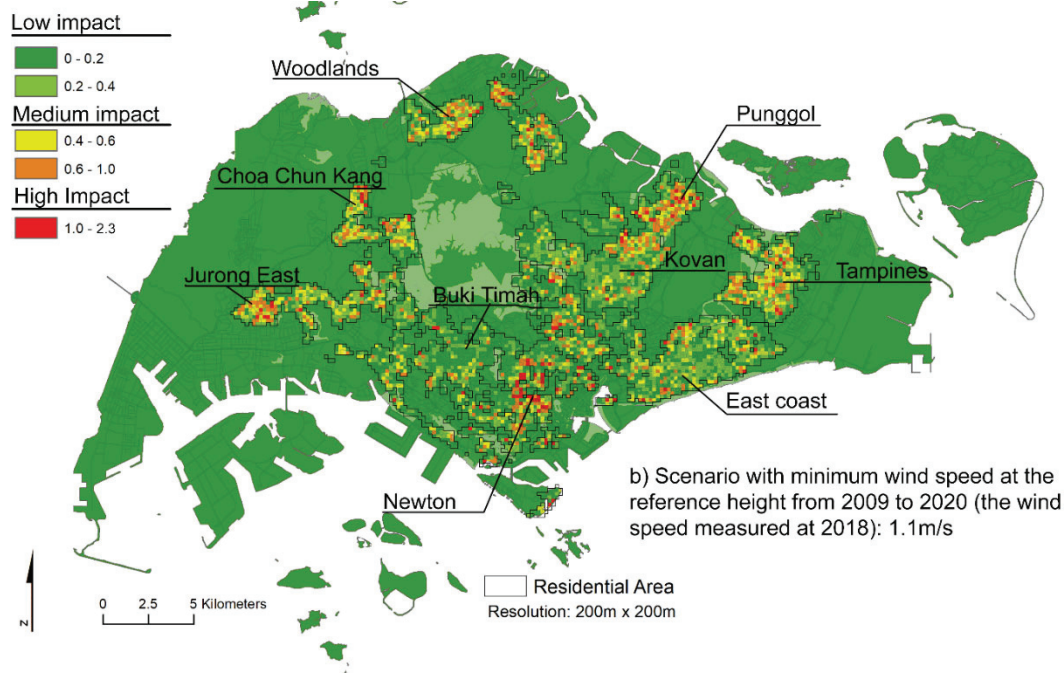 Low impact
0 - 0.2
0.2 - 0.4
Medium impact
0.4 - 0.6
0.6 - 1.0
High Impact
1.0 - 2.3
Woodlands
Punggol
Choa Chun Kang
Kovan
Tampines
Jurong East
Buki Timah
East coast
Newton
b) Scenario with minimum wind speed at the
reference height from 2009 to 2020 (the wind
speed measured at 2018): 1.1m/s
Residential Area
Resolution: 200m x 200m
0 2.5 5 Kilometers
z